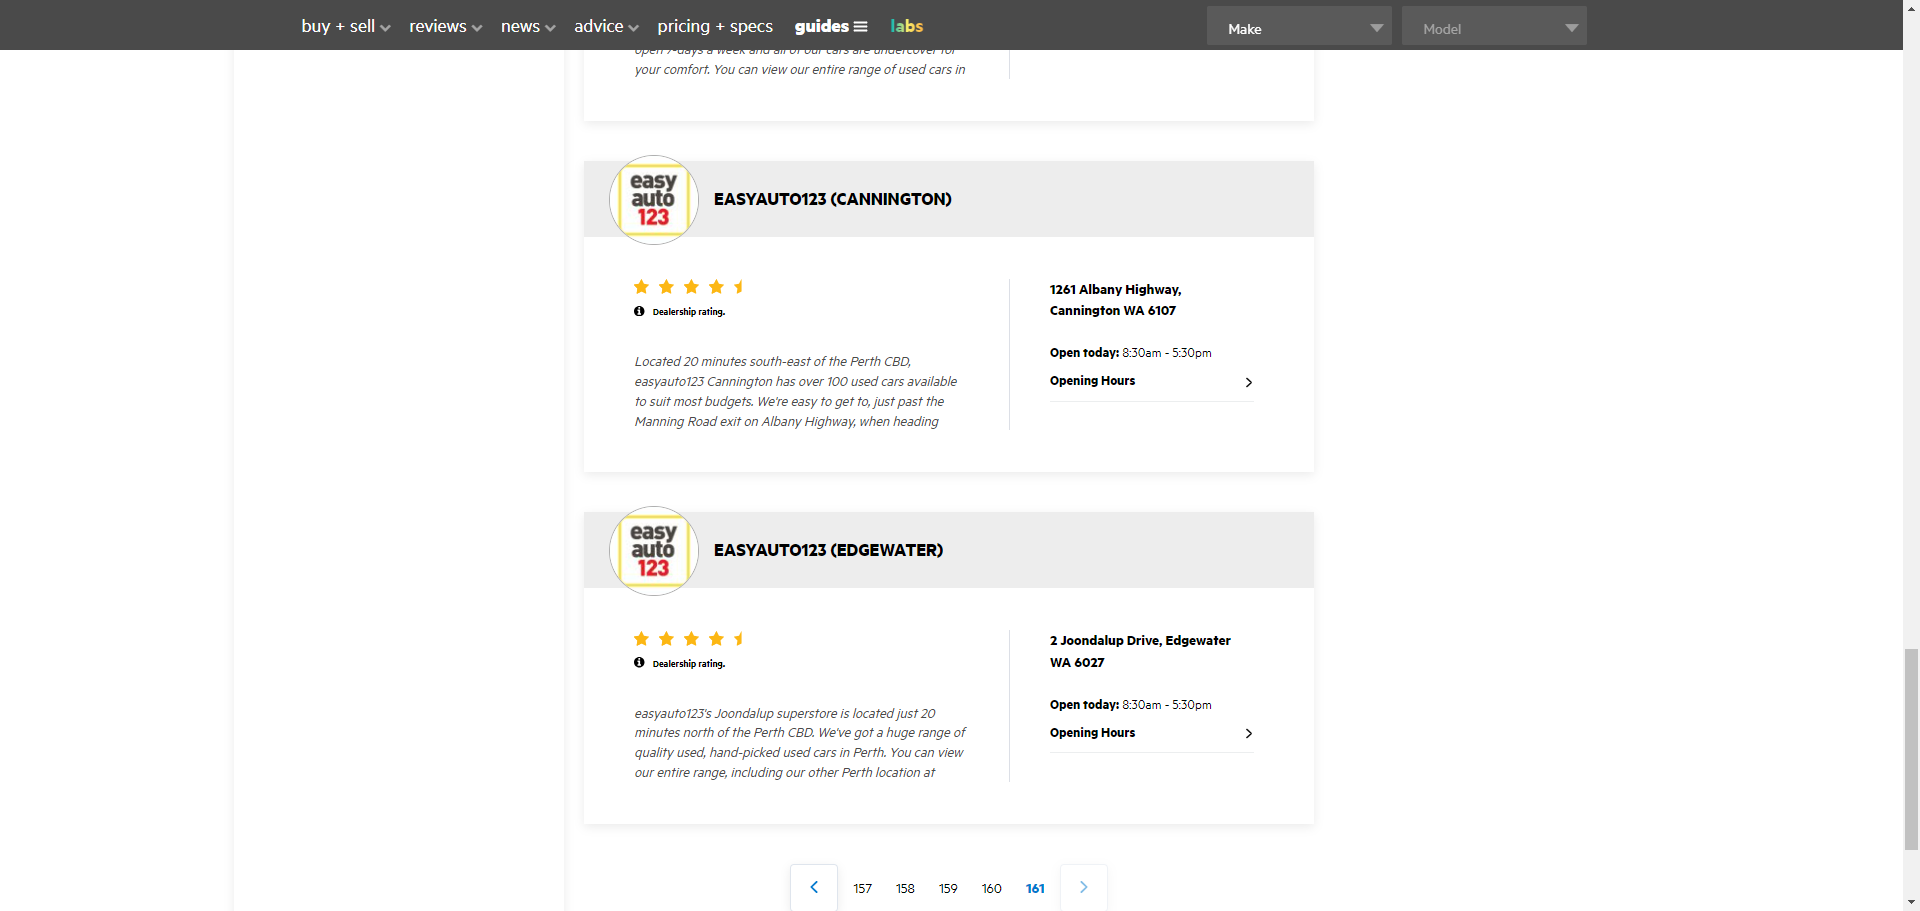 buy + sell
reviews
news
advice
pricing + specs
guides
labs
Make
Model
open 7-days a week and all of our cars are undercover for
your comfort. You can view our entire range of used cars in
easy
auto
123
EASYAUTO123 (CANNINGTON)
Dealership rating.
Located 20 minutes south-east of the Perth CBD,
easyauto123 Cannington has over 100 used cars available
to suit most budgets. We're easy to get to, just past the
Manning Road exit on Albany Highway, when heading
1261 Albany Highway,
Cannington WA 6107
Open today: 8:30am - 5:30pm
Opening Hours
easy
auto
123
EASYAUTO123 (EDGEWATER)
Dealership rating.
easyauto123's Joondalup superstore is located just 20
minutes north of the Perth CBD. We've got a huge range of
quality used, hand-picked used cars in Perth. You can view
our entire range, including our other Perth location at
2 Joondalup Drive, Edgewater
WA 6027
Open today: 8:30am - 5:30pm
Opening Hours
157 158 159 160 161